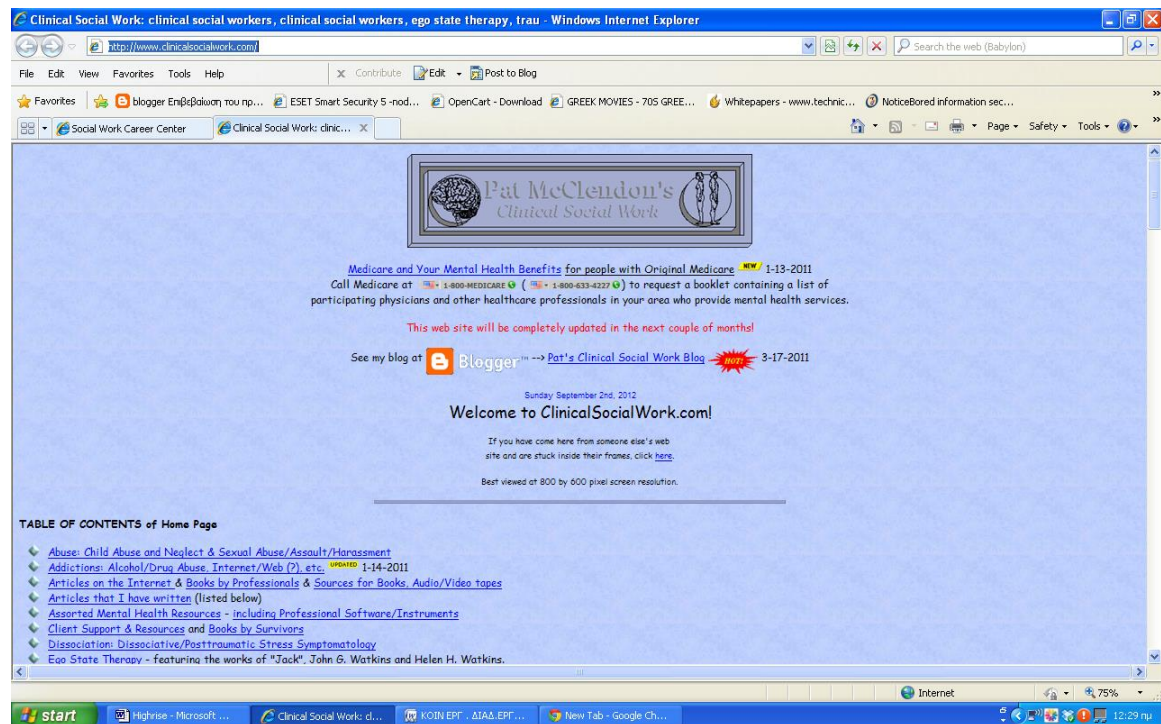 Clinical Social Work: clinical social workers, clinical social workers, ego state therapy, trau - Windows Internet Explorer
http://www.clinicalsocialwork.com/
Search the web (Babylon)
File Edit View Favorites Tools Help
x Contribute Edit Post to Blog
Favorites blogger Επιβεβαίωση του πρ... ESET Smart Security 5 -nod... OpenCart - Download GREEK MOVIES - 70S GREE... Whitepapers - www.technic... NoticeBored information sec...
Social Work Career Center Clinical Social Work: clinic... X Page Safety Tools
Pat McClendon's
Clinical Social Work
Medicare and Your Mental Health Benefits for people with Original Medicare NEW 1-13-2011
Call Medicare at 1-800-MEDICARE ( 1-800-633-4227 ) to request a booklet containing a list of
participating physicians and other healthcare professionals in your area who provide mental health services.
This web site will be completely updated in the next couple of months!
See my blog at Blogger™ --> Pat's Clinical Social Work Blog HOT! 3-17-2011
Sunday September 2nd, 2012
Welcome to ClinicalSocialWork.com!
If you have come here from someone else's web
site and are stuck inside their frames, click here.
Best viewed at 800 by 600 pixel screen resolution.
TABLE OF CONTENTS of Home Page
Abuse: Child Abuse and Neglect & Sexual Abuse/Assault/Harassment
Addictions: Alcohol/Drug Abuse, Internet/Web (?), etc. UPDATED 1-14-2011
Articles on the Internet & Books by Professionals & Sources for Books, Audio/Video tapes
Articles that I have written (listed below)
Assorted Mental Health Resources - including Professional Software/Instruments
Client Support & Resources and Books by Survivors
Dissociation: Dissociative/Posttraumatic Stress Symptomatology
Ego State Therapy - featuring the works of "Jack", John G. Watkins and Helen H. Watkins.
Internet 75%
start Highrise - Microsoft ... Clinical Social Work: cl... ΚΟΙΝ ΕΡΓ . ΔΙΑΔ.ΕΡΓ... New Tab - Google Ch... 12:29 πμ